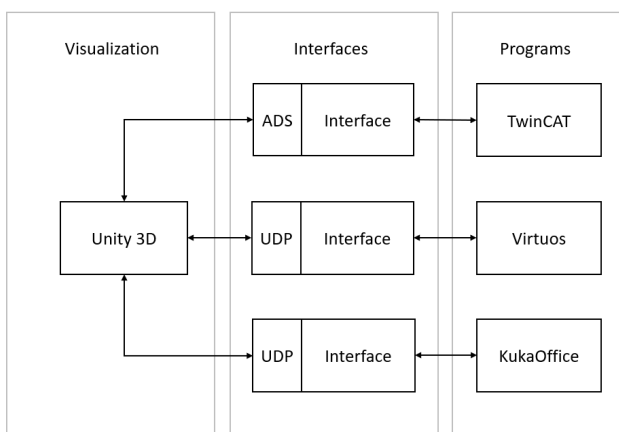 Visualization
Interfaces
Programs
ADS
Interface
TwinCAT
Unity 3D
UDP
Interface
Virtuos
UDP
Interface
KukaOffice